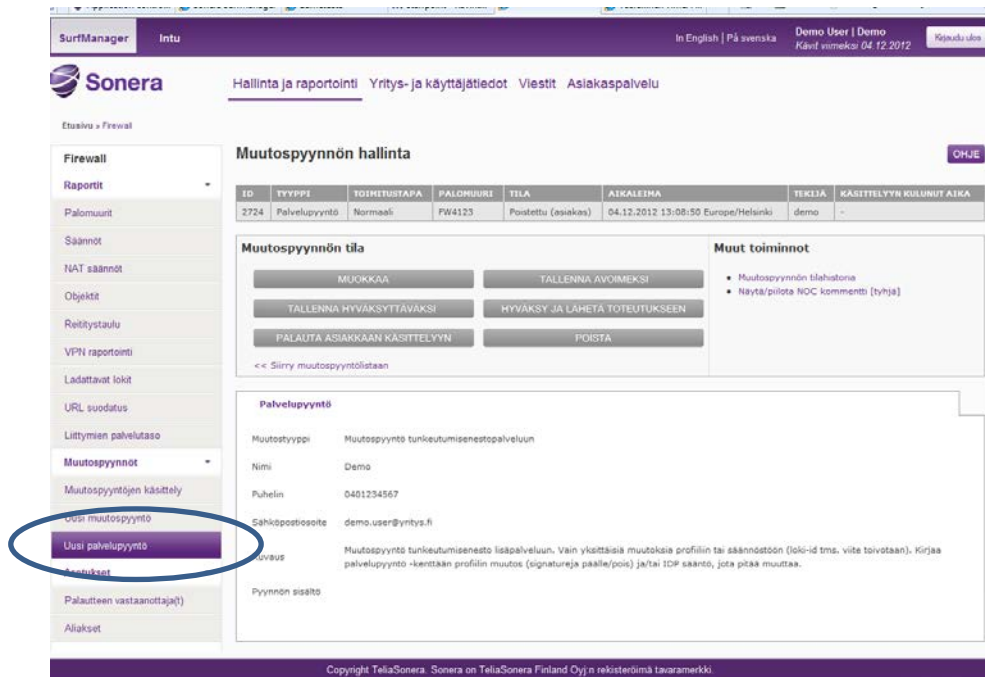 SurfManager Intu In English | På svenska Demo User | Demo
Kävit viimeksi 04.12.2012 Kirjaudu ulos
Sonera Hallinta ja raportointi Yritys- ja käyttäjätiedot Viestit Asiakaspalvelu
Etusivu » Firewall
Firewall
Raportit
Palomuurit
Säännöt
NAT säännöt
Objektit
Reititystaulu
VPN raportointi
Ladattavat lokit
URL suodatus
Liittymien palvelutaso
Muutospyynnöt
Muutospyyntöjen käsittely
Uusi muutospyyntö
Uusi palvelupyyntö
Asetukset
Palautteen vastaanottaja(t)
Aliakset
Muutospyynnön hallinta OHJE
ID TYYPPI TOIMITUSTAPA PALOMUURI TILA AIKALEIMA TEKIJÄ KÄSITTELYYN KULUNUT AIKA
2724 Palvelupyyntö Normaali FW4123 Poistettu (asiakas) 04.12.2012 13:08:50 Europe/Helsinki demo -
Muutospyynnön tila
MUOKKAA TALLENNA AVOIMEKSI
TALLENNA HYVÄKSYTTÄVÄKSI HYVÄKSY JA LÄHETÄ TOTEUTUKSEEN
PALAUTA ASIAKKAAN KÄSITTELYYN POISTA
<< Siirry muutospyyntölistaan
Muut toiminnot
Muutospyynnön tilahistoria
Näytä/piilota NOC kommentti [tyhjä]
Palvelupyyntö
Muutostyyppi Muutospyyntö tunkeutumisenestopalveluun
Nimi Demo
Puhelin 0401234567
Sähköpostiosoite demo.user@yritys.fi
Kuvaus Muutospyyntö tunkeutumisenesto lisäpalveluun. Vain yksittäisiä muutoksia profiiliin tai säännöstöön (loki-id tms. viite toivotaan). Kirjaa
palvelupyyntö -kenttään profiilin muutos (signatureja päälle/pois) ja/tai IDP sääntö, jota pitää muuttaa.
Pyynnön sisältö
Copyright TeliaSonera. Sonera on TeliaSonera Finland Oyj:n rekisteröimä tavaramerkki.